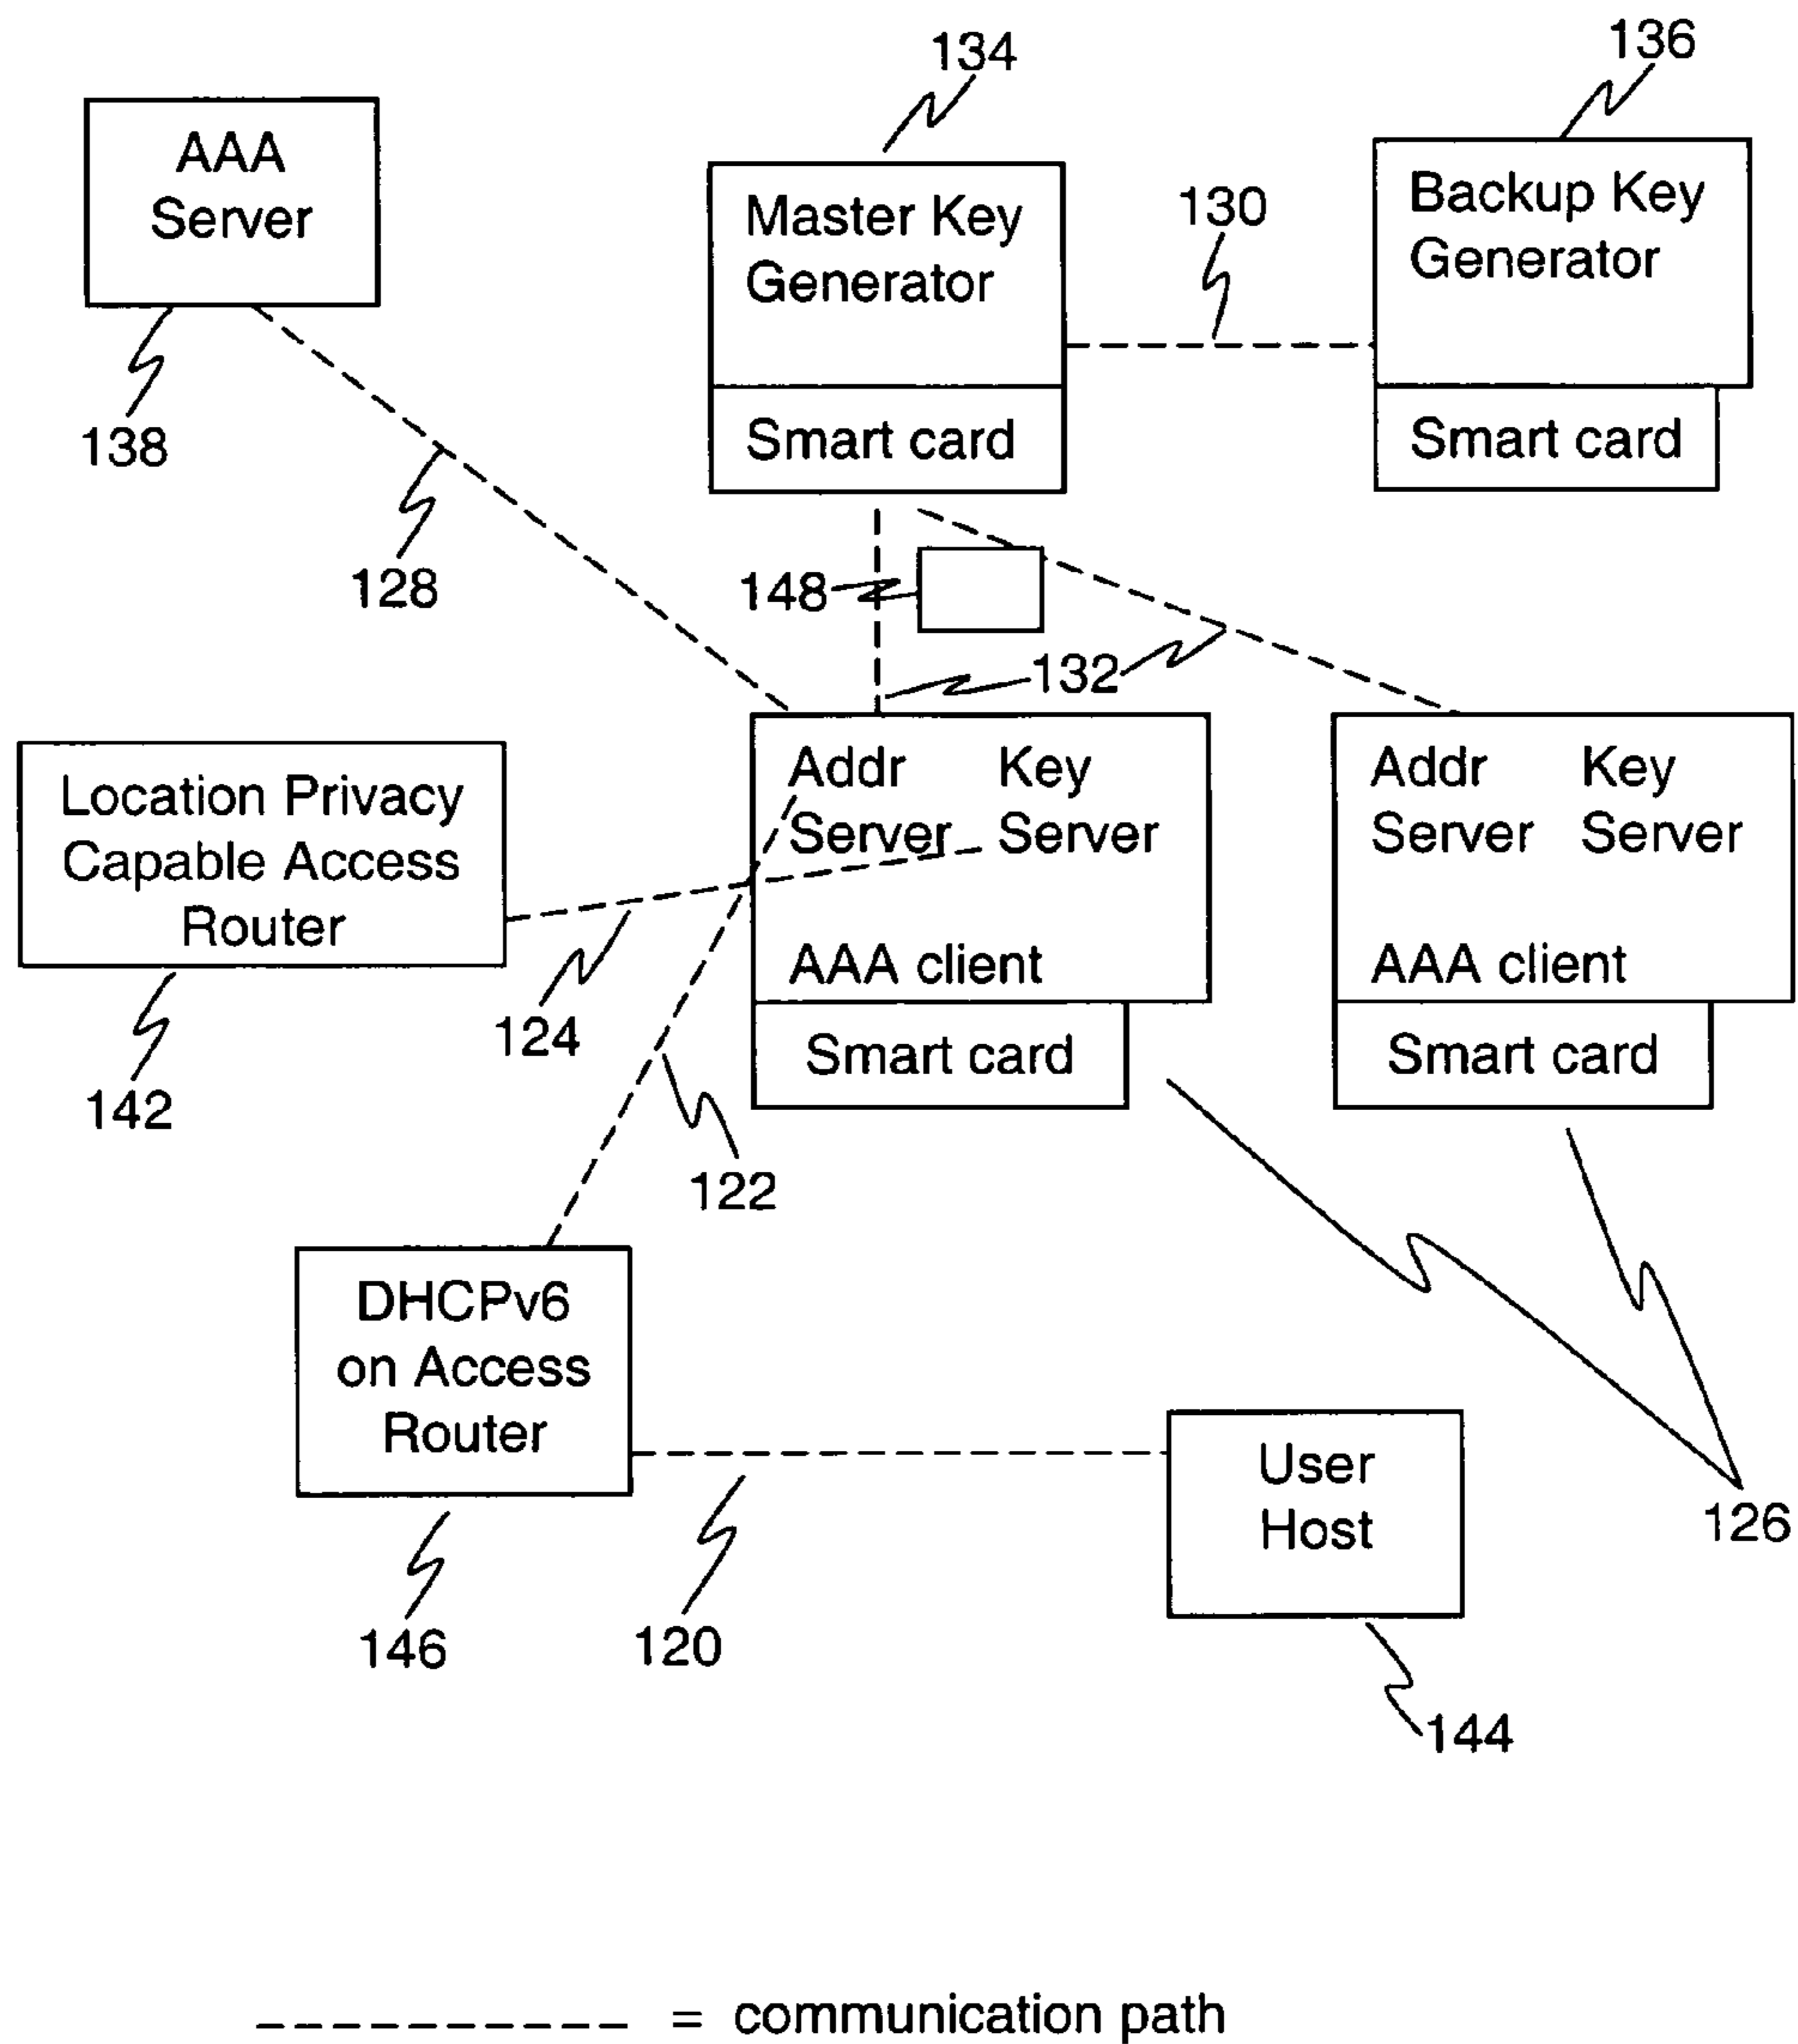 134
136
AAA
Server
Master Key
Generator
130
Backup Key
Generator
138
Smart card
Smart card
128
148
132
Location Privacy
Capable Access
Router
Addr Key
Server Server
AAA client
Smart card
Addr Key
Server Server
AAA client
Smart card
124
142
122
DHCPv6
on Access
Router
User
Host
126
146
120
144
= communication path